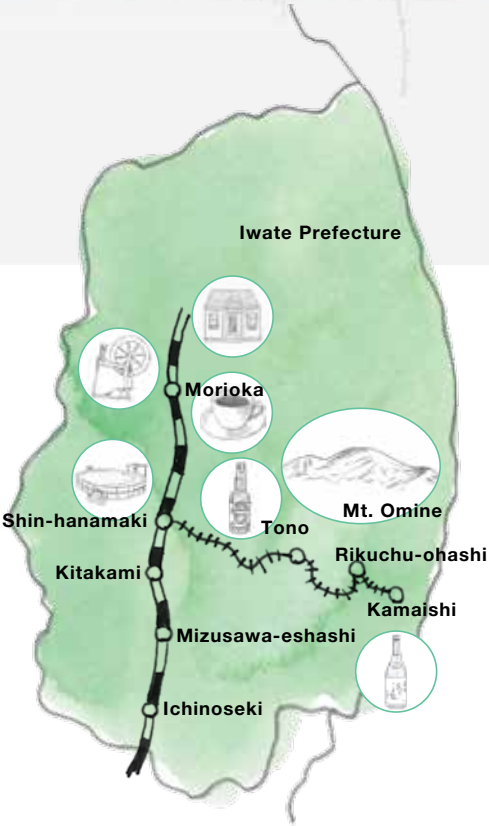 Iwate Prefecture
Morioka
Mt. Omine
Shin-hanamaki
Tono
Rikuchu-ohashi
Kitakami
Kamaishi
Mizusawa-eshashi
Ichinoseki